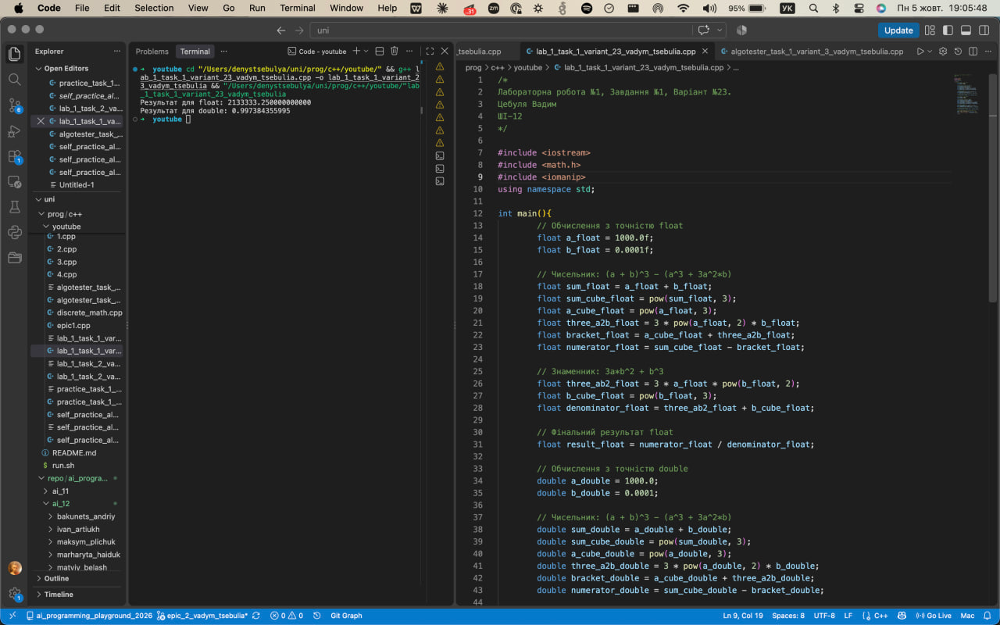 Code File Edit Selection View Go Run Terminal Window Help
.31
zm
95%
УК
Пн 5 жовт. 19:05:48
uni
Update
Explorer
Open Editors
practice_task_1...
self_practice_al...
lab_2_task_1_va...
lab_1_task_1_va...
algotester_task_...
self_practice_al...
self_practice_al...
self_practice_al...
Untitled-1
uni
prog/c++
youtube
1.cpp
2.cpp
3.cpp
4.cpp
algotester_task_...
algotester_task_...
discrete_math.cpp
epic1.cpp
lab_1_task_1_var...
lab_1_task_1_var...
lab_1_task_2_va...
lab_1_task_2_va...
practice_task_1_...
practice_task_1_...
self_practice_al...
self_practice_al...
self_practice_al...
README.md
$ run.sh
repo/ai_progra...
ai_11
ai_12
bakunets_andriy
ivan_artiukh
maksym_plichuk
marharyta_haiduk
matviy_belash
Outline
Timeline
6
1
1
Problems Terminal ...
Code - youtube
youtube cd "/Users/denystsebulya/uni/prog/c++/youtube/" && g++ l
ab_1_task_1_variant_23_vadym_tsebulia.cpp -o lab_1_task_1_variant_2
3_vadym_tsebulia && "/Users/denystsebulya/uni/prog/c++/youtube/"lab
_1_task_1_variant_23_vadym_tsebulia
Результат для float: 2133333.250000000000
Результат для double: 0.997384355995
youtube
_tsebulia.cpp
lab_1_task_1_variant_23_vadym_tsebulia.cpp
algotester_task_1_variant_3_vadym_tsebulia.cpp
prog > c++ > youtube > lab_1_task_1_variant_23_vadym_tsebulia.cpp > ...
1 /*
2 Лабораторна робота №1, Завдання №1, Варіант №23.
3 Цебуля Вадим
4 ШІ-12
5 */
6
7 #include <iostream>
8 #include <math.h>
9 #include <iomanip>
10 using namespace std;
11
12 int main(){
13 // Обчислення з точністю float
14 float a_float = 1000.0f;
15 float b_float = 0.0001f;
16
17 // Чисельник: (a + b)^3 - (a^3 + 3a^2*b)
18 float sum_float = a_float + b_float;
19 float sum_cube_float = pow(sum_float, 3);
20 float a_cube_float = pow(a_float, 3);
21 float three_a2b_float = 3 * pow(a_float, 2) * b_float;
22 float bracket_float = a_cube_float + three_a2b_float;
23 float numerator_float = sum_cube_float - bracket_float;
24
25 // Знаменник: 3a*b^2 + b^3
26 float three_ab2_float = 3 * a_float * pow(b_float, 2);
27 float b_cube_float = pow(b_float, 3);
28 float denominator_float = three_ab2_float + b_cube_float;
29
30 // Фінальний результат float
31 float result_float = numerator_float / denominator_float;
32
33 // Обчислення з точністю double
34 double a_double = 1000.0;
35 double b_double = 0.0001;
36
37 // Чисельник: (a + b)^3 - (a^3 + 3a^2*b)
38 double sum_double = a_double + b_double;
39 double sum_cube_double = pow(sum_double, 3);
40 double a_cube_double = pow(a_double, 3);
41 double three_a2b_double = 3 * pow(a_double, 2) * b_double;
42 double bracket_double = a_cube_double + three_a2b_double;
43 double numerator_double = sum_cube_double - bracket_double;
44
ai_programming_playground_2026 epic_2_vadym_tsebulia* 0 0 Git Graph
Ln 9, Col 19 Spaces: 8 UTF-8 LF {} C++ Go Live Mac